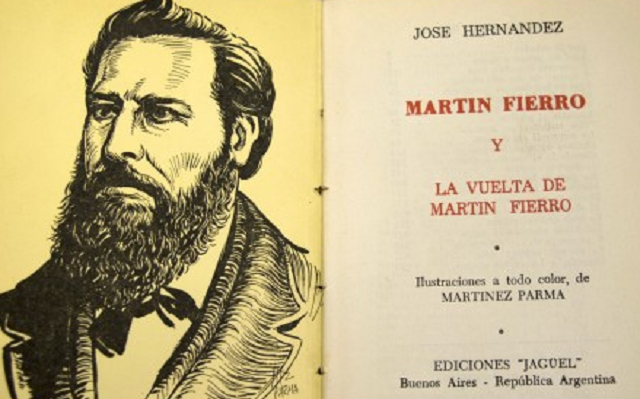 JOSE HERNANDEZ
MARTIN FIERRO
Y
LA VUELTA DE
MARTIN FIERRO
Ilustraciones a todo color, de
MARTINEZ PARMA
EDICIONES "JAGÜEL"
Buenos Aires - República Argentina